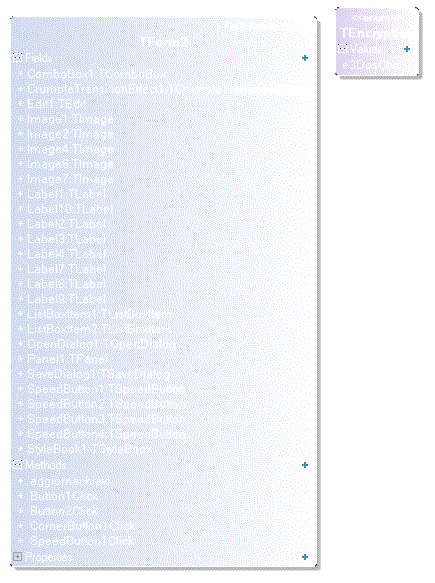 TForm2
Fields
+ ComboBox1:TComboBox
+ CrumpleTransitionEffect1:
+ Edit1:TEdit
+ Image1:TImage
+ Image2:TImage
+ Image4:TImage
+ Image6:TImage
+ Image7:TImage
+ Label1:TLabel
+ Label10:TLabel
+ Label2:TLabel
+ Label3:TLabel
+ Label4:TLabel
+ Label7:TLabel
+ Label8:TLabel
+ Label9:TLabel
+ ListBoxItem1:TListBoxItem
+ ListBoxItem2:TListBoxItem
+ OpenDialog1:TOpenDialog
+ Panel1:TPanel
+ SaveDialog1:TSaveDialog
+ SpeedButton1:TSpeedButton
+ SpeedButton2:TSpeedButton
+ SpeedButton3:TSpeedButton
+ SpeedButton4:TSpeedButton
+ StyleBook1:TStyleBook
Methods
+ aggiornachiavi
+ Button1Click
+ Button2Click
+ CornerButton1Click
+ SpeedButton1Click
Properties
Values